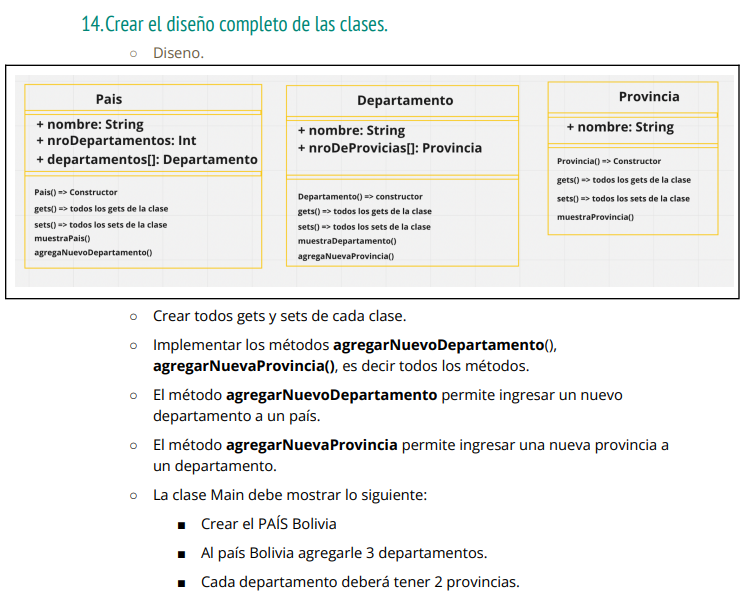 14.Crear el diseño completo de las clases.
○ Diseno.
Pais
+ nombre: String
+ nroDepartamentos: Int
+ departamentos[]: Departamento
Pais() => Constructor
gets() => todos los gets de la clase
sets() => todos los sets de la clase
muestraPais()
agregaNuevoDepartamento()
Departamento
+ nombre: String
+ nroDeProvicias[]: Provincia
Departamento() => constructor
gets() => todos los gets de la clase
sets() => todos los sets de la clase
muestraDepartamento()
agregaNuevaProvincia()
Provincia
+ nombre: String
Provincia() => Constructor
gets() => todos los gets de la clase
sets() => todos los sets de la clase
muestraProvincia()
○ Crear todos gets y sets de cada clase.
○ Implementar los métodos agregarNuevoDepartamento(),
agregarNuevaProvincia(), es decir todos los métodos.
○ El método agregarNuevoDepartamento permite ingresar un nuevo
departamento a un país.
○ El método agregarNuevaProvincia permite ingresar una nueva provincia a
un departamento.
○ La clase Main debe mostrar lo siguiente:
■ Crear el PAÍS Bolivia
■ Al país Bolivia agregarle 3 departamentos.
■ Cada departamento deberá tener 2 provincias.